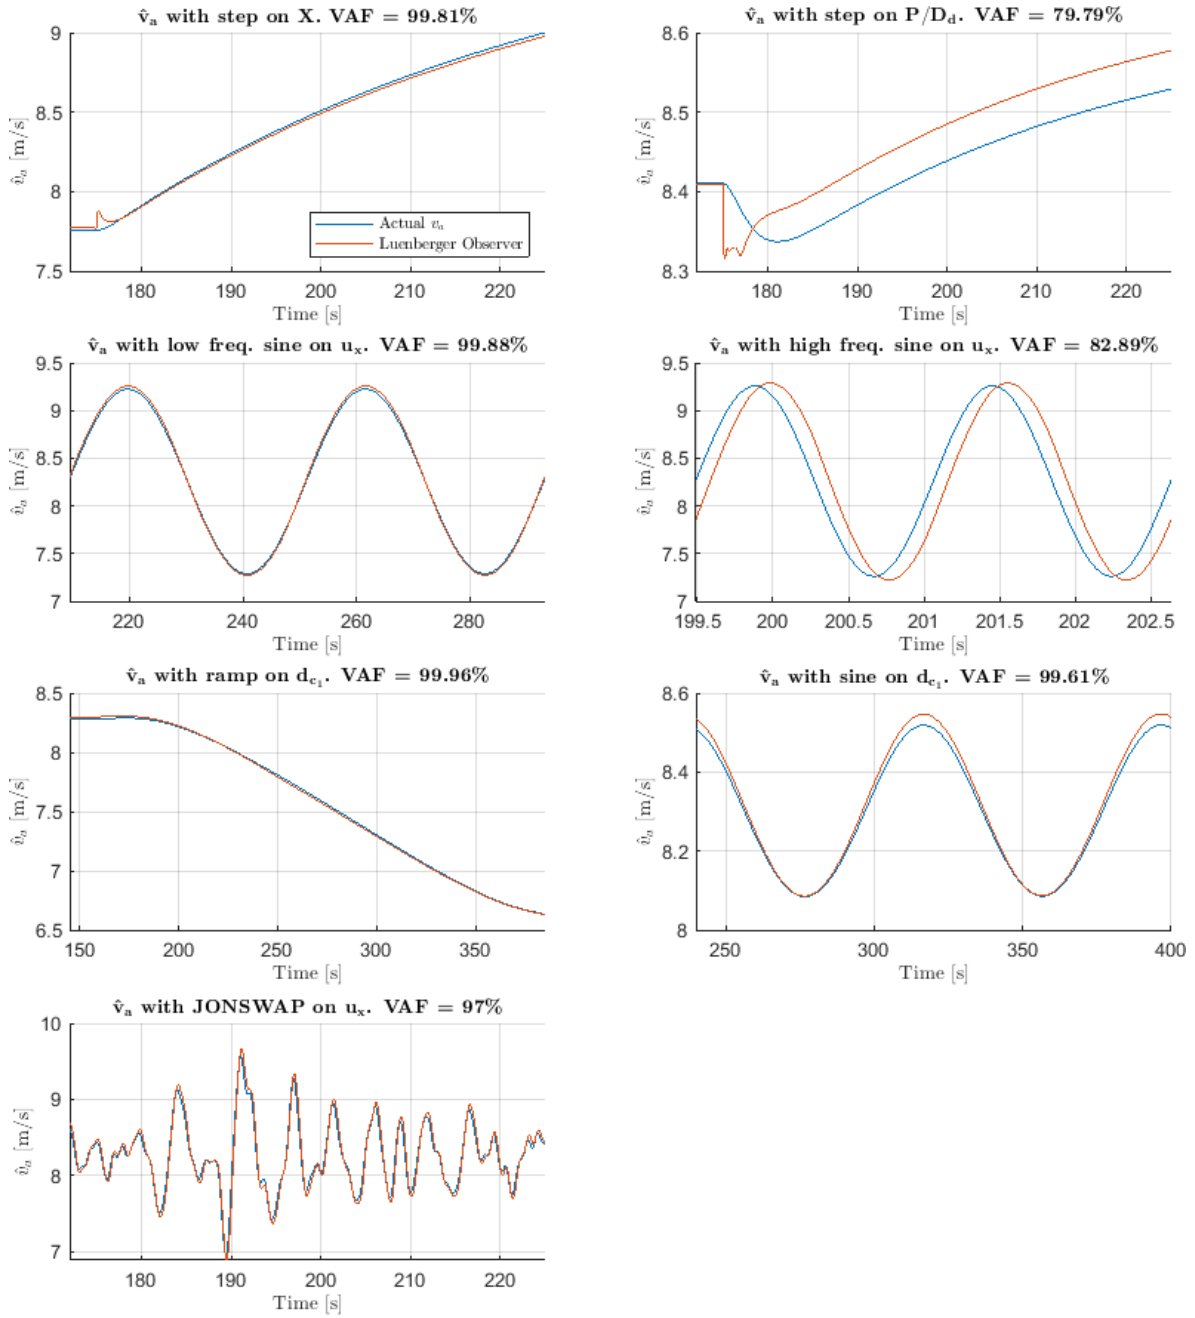 v̂ₐ with step on X. VAF = 99.81%
9
8.5
8
7.5
v̂ₐ [m/s]
Actual vₐ
Luenberger Observer
180 190 200 210 220
Time [s]
v̂ₐ with step on P/D_d. VAF = 79.79%
8.6
8.5
8.4
8.3
v̂ₐ [m/s]
180 190 200 210 220
Time [s]
v̂ₐ with low freq. sine on uₓ. VAF = 99.88%
9.5
9
8.5
8
7.5
7
v̂ₐ [m/s]
220 240 260 280
Time [s]
v̂ₐ with high freq. sine on uₓ. VAF = 82.89%
9.5
9
8.5
8
7.5
7
v̂ₐ [m/s]
199.5 200 200.5 201 201.5 202 202.5
Time [s]
v̂ₐ with ramp on d_c₁. VAF = 99.96%
8.5
8
7.5
7
6.5
v̂ₐ [m/s]
150 200 250 300 350
Time [s]
v̂ₐ with sine on d_c₁. VAF = 99.61%
8.6
8.4
8.2
8
v̂ₐ [m/s]
250 300 350 400
Time [s]
v̂ₐ with JONSWAP on uₓ. VAF = 97%
10
9
8
7
v̂ₐ [m/s]
180 190 200 210 220
Time [s]